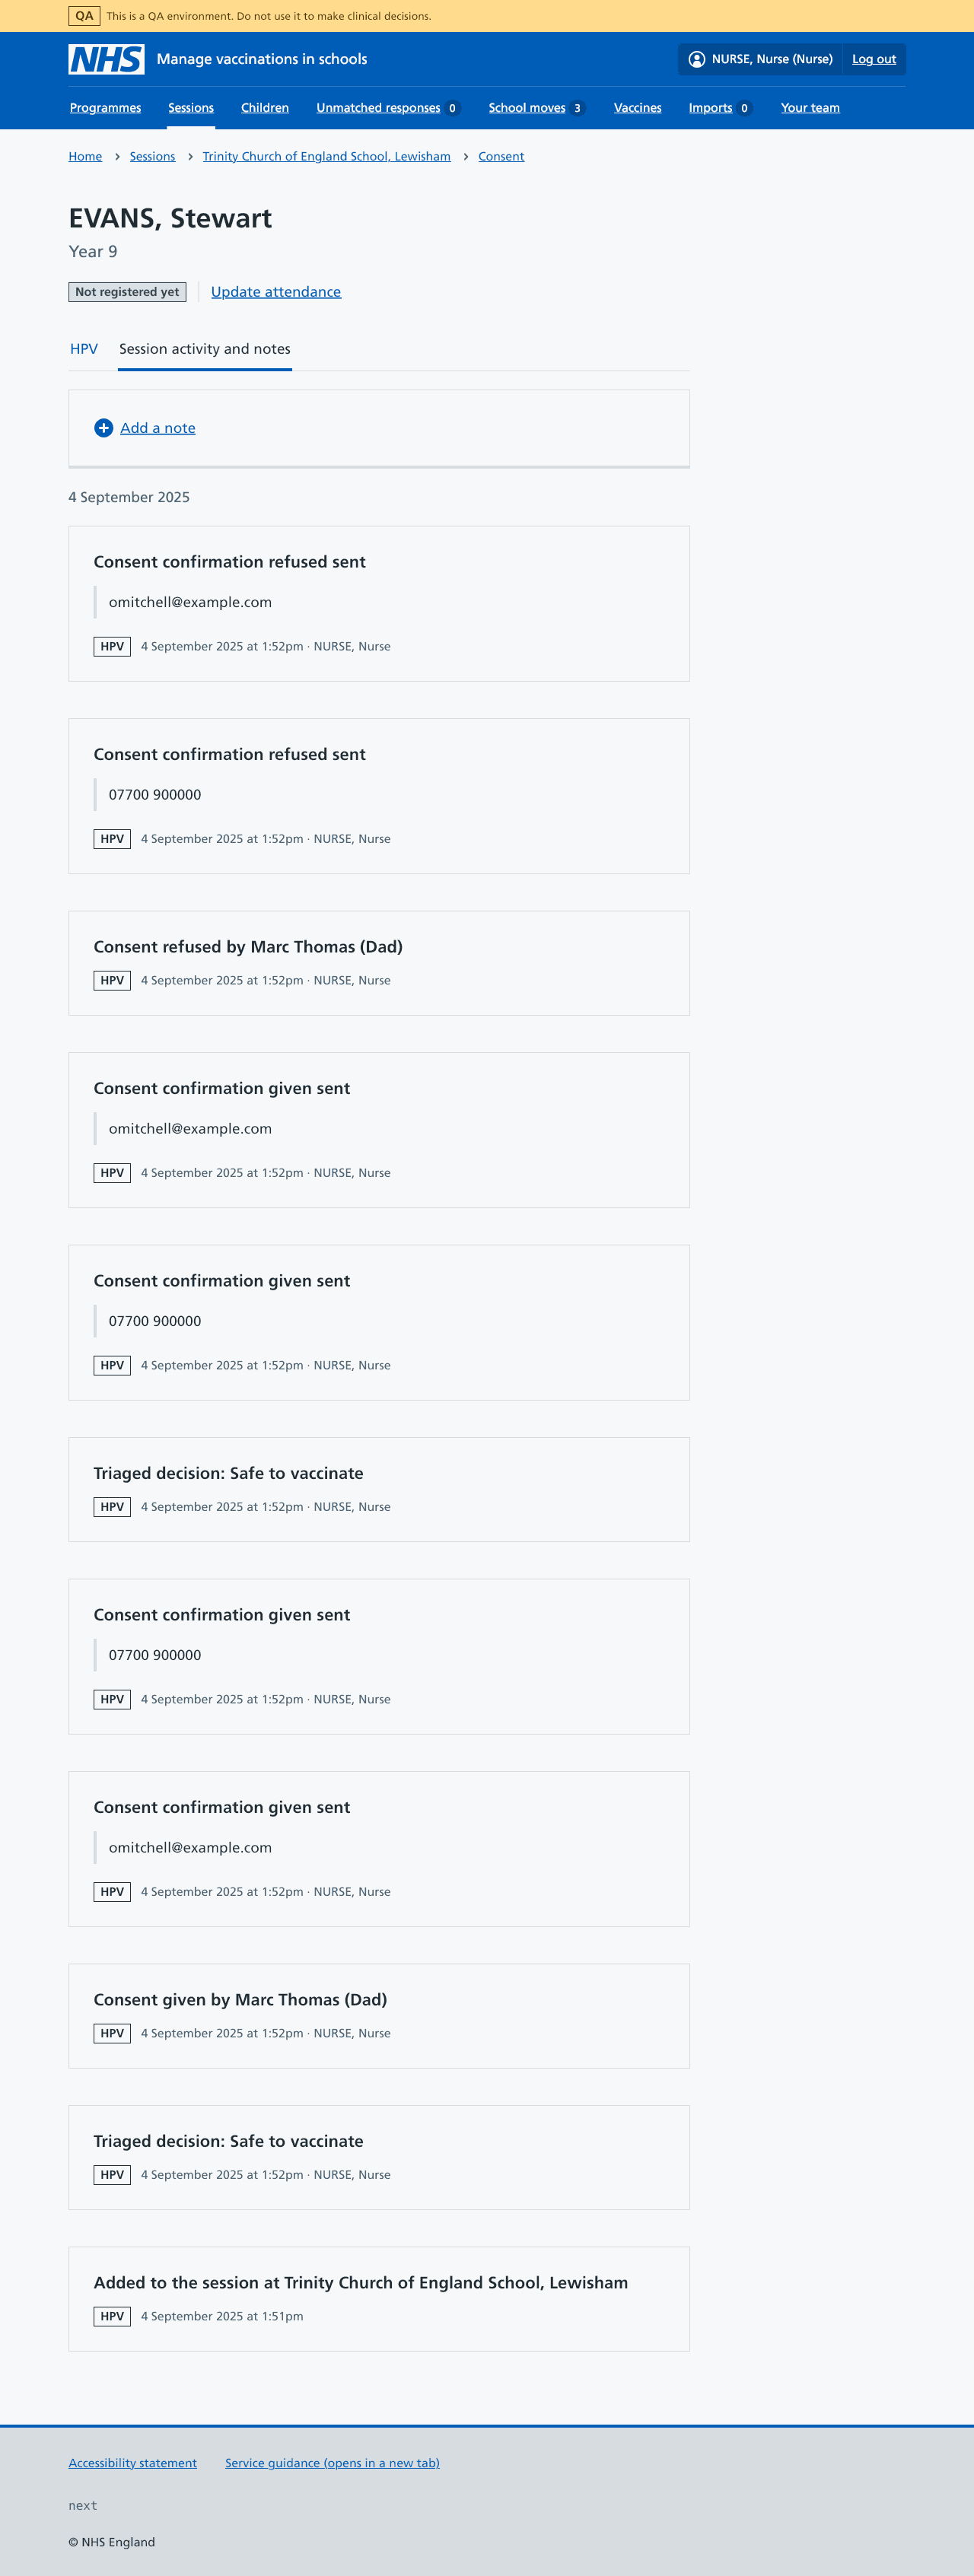 QA This is a QA environment. Do not use it to make clinical decisions.
NHS Manage vaccinations in schools NURSE, Nurse (Nurse) Log out
Programmes Sessions Children Unmatched responses 0 School moves 3 Vaccines Imports 0 Your team
Home > Sessions > Trinity Church of England School, Lewisham > Consent
EVANS, Stewart
Year 9
Not registered yet Update attendance
HPV Session activity and notes
Add a note
4 September 2025
Consent confirmation refused sent
omitchell@example.com
HPV 4 September 2025 at 1:52pm · NURSE, Nurse
Consent confirmation refused sent
07700 900000
HPV 4 September 2025 at 1:52pm · NURSE, Nurse
Consent refused by Marc Thomas (Dad)
HPV 4 September 2025 at 1:52pm · NURSE, Nurse
Consent confirmation given sent
omitchell@example.com
HPV 4 September 2025 at 1:52pm · NURSE, Nurse
Consent confirmation given sent
07700 900000
HPV 4 September 2025 at 1:52pm · NURSE, Nurse
Triaged decision: Safe to vaccinate
HPV 4 September 2025 at 1:52pm · NURSE, Nurse
Consent confirmation given sent
07700 900000
HPV 4 September 2025 at 1:52pm · NURSE, Nurse
Consent confirmation given sent
omitchell@example.com
HPV 4 September 2025 at 1:52pm · NURSE, Nurse
Consent given by Marc Thomas (Dad)
HPV 4 September 2025 at 1:52pm · NURSE, Nurse
Triaged decision: Safe to vaccinate
HPV 4 September 2025 at 1:52pm · NURSE, Nurse
Added to the session at Trinity Church of England School, Lewisham
HPV 4 September 2025 at 1:51pm
Accessibility statement Service guidance (opens in a new tab)
next
© NHS England